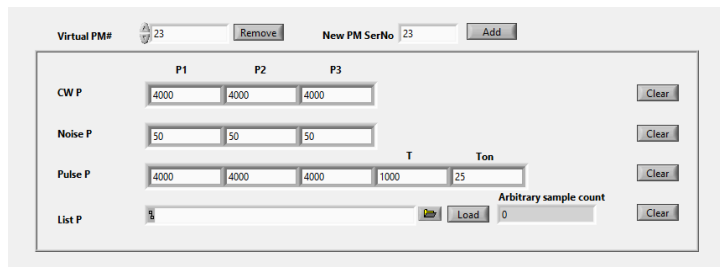 Virtual PM# 23 Remove New PM SerNo 23 Add
P1 P2 P3
CW P 4000 4000 4000 Clear
Noise P 50 50 50 Clear
T Ton
Pulse P 4000 4000 4000 1000 25 Clear
Arbitrary sample count
List P Load 0 Clear